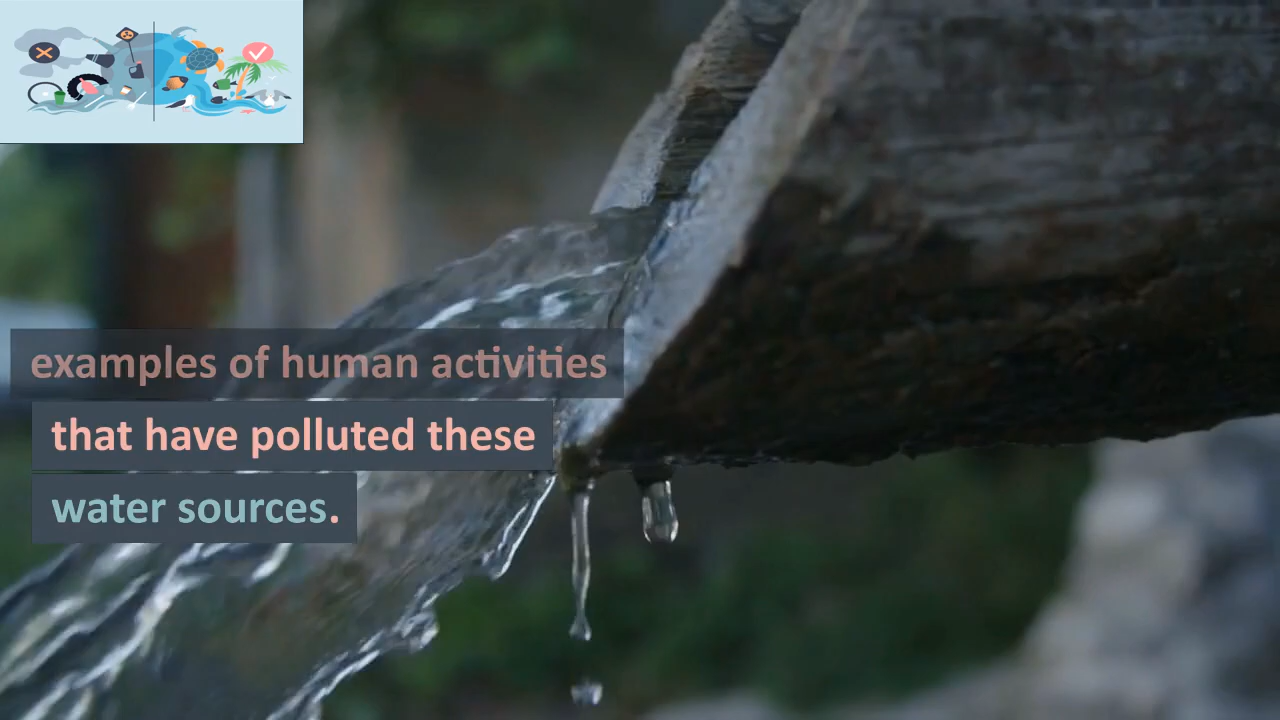 examples of human activities
that have polluted these
water sources.